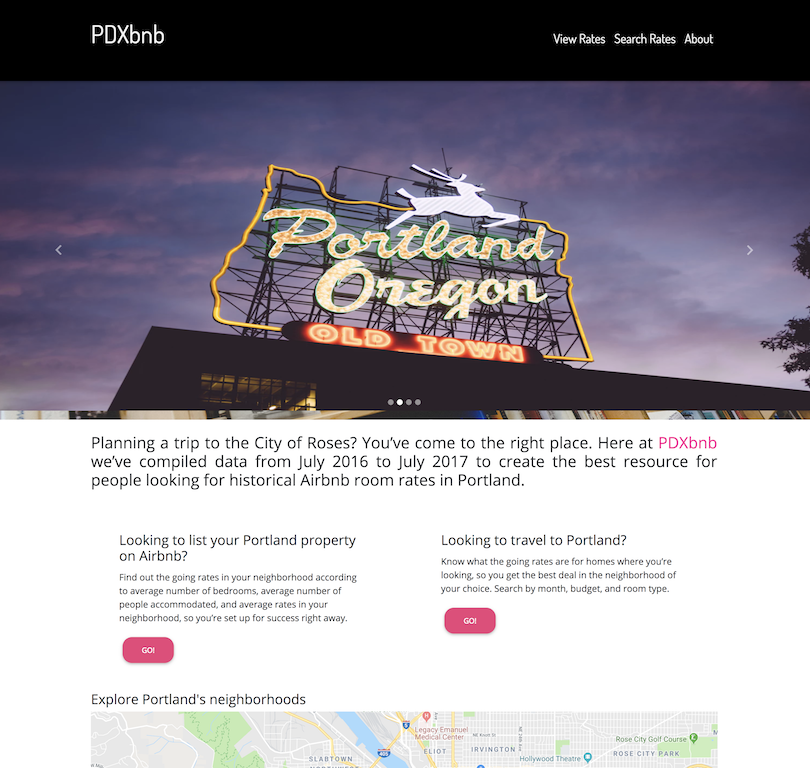 PDXbnb
View Rates Search Rates About
Portland
Oregon
OLD TOWN
Planning a trip to the City of Roses? You’ve come to the right place. Here at PDXbnb
we’ve compiled data from July 2016 to July 2017 to create the best resource for
people looking for historical Airbnb room rates in Portland.
Looking to list your Portland property
on Airbnb?
Find out the going rates in your neighborhood according
to average number of bedrooms, average number of
people accommodated, and average rates in your
neighborhood, so you’re set up for success right away.
GO!
Looking to travel to Portland?
Know what the going rates are for homes where you’re
looking, so you get the best deal in the neighborhood of
your choice. Search by month, budget, and room type.
GO!
Explore Portland's neighborhoods
Legacy Emanuel
Medical Center
ELIOT
IRVINGTON
SLABTOWN
405
Hollywood Theatre
Rose City Golf Course
ROSE CITY PARK